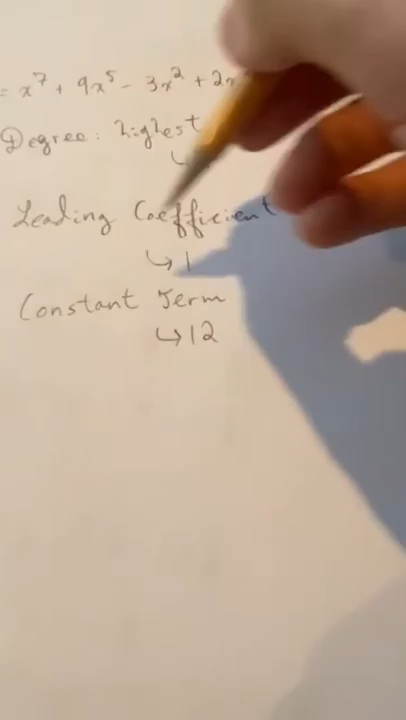 = x⁷ + 9x⁵ - 3x² + 2x
Degree: highest
↳
Leading Coefficient
↳ 1
Constant Term
↳ 12